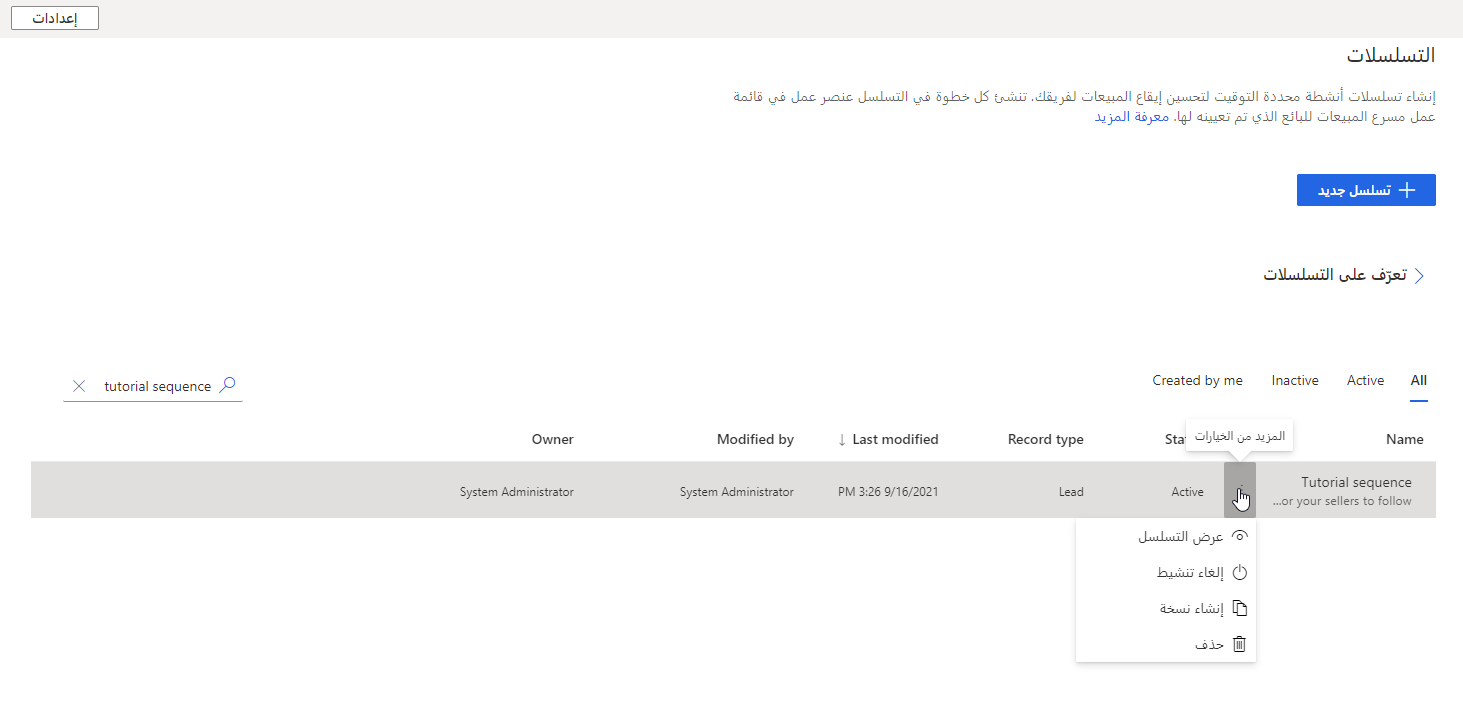 إعدادات
التسلسلات
إنشاء تسلسلات أنشطة محددة التوقيت لتحسين إيقاع المبيعات لفريقك. تنشئ كل خطوة في التسلسل عنصر عمل في قائمة
عمل مسرع المبيعات للبائع الذي تم تعيينه لها. معرفة المزيد
تسلسل جديد
تعرّف على التسلسلات
All Active Inactive Created by me
tutorial sequence
المزيد من الخيارات
Name Sta Record type Last modified ↓ Modified by Owner
Tutorial sequence
...or your sellers to follow
Active Lead PM 3:26 9/16/2021 System Administrator System Administrator
عرض التسلسل
إلغاء تنشيط
إنشاء نسخة
حذف